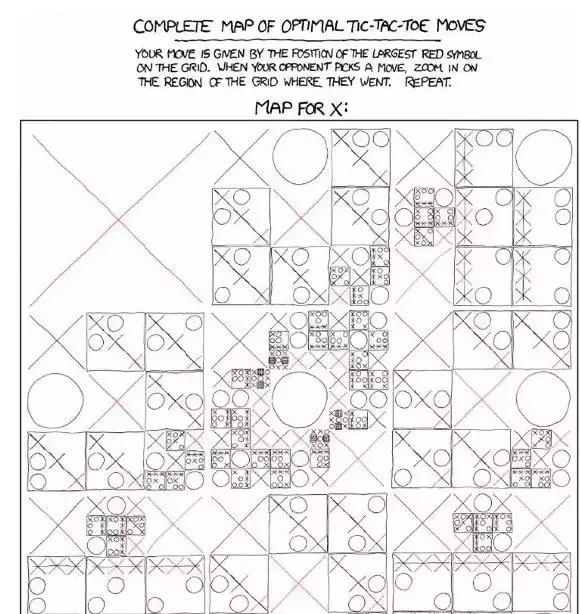 COMPLETE MAP OF OPTIMAL TIC-TAC-TOE MOVES
YOUR MOVE IS GIVEN BY THE POSITION OF THE LARGEST RED SYMBOL
ON THE GRID. WHEN YOUR OPPONENT PICKS A MOVE, ZOOM IN ON
THE REGION OF THE GRID WHERE THEY WENT. REPEAT.
MAP FOR X: